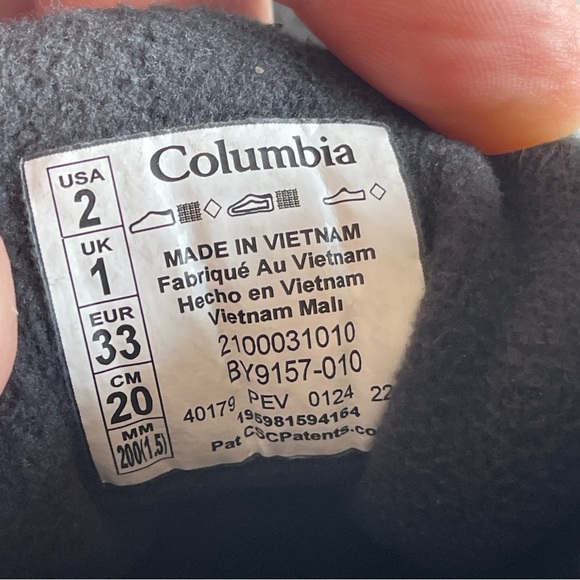 Columbia
USA
2
UK
1
EUR
33
CM
20
MM
200(1.5)
MADE IN VIETNAM
Fabriqué Au Vietnam
Hecho en Vietnam
Vietnam Malı
2100031010
BY9157-010
40179 PEV 0124 22
195981594164
Pat CSCPatents.co